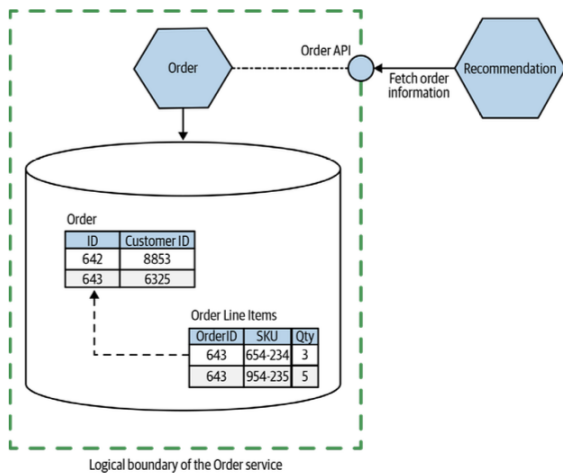 Order API
Order
Recommendation
Fetch order
information
Order
ID Customer ID
642 8853
643 6325
Order Line Items
OrderID SKU Qty
643 654-234 3
643 954-235 5
Logical boundary of the Order service